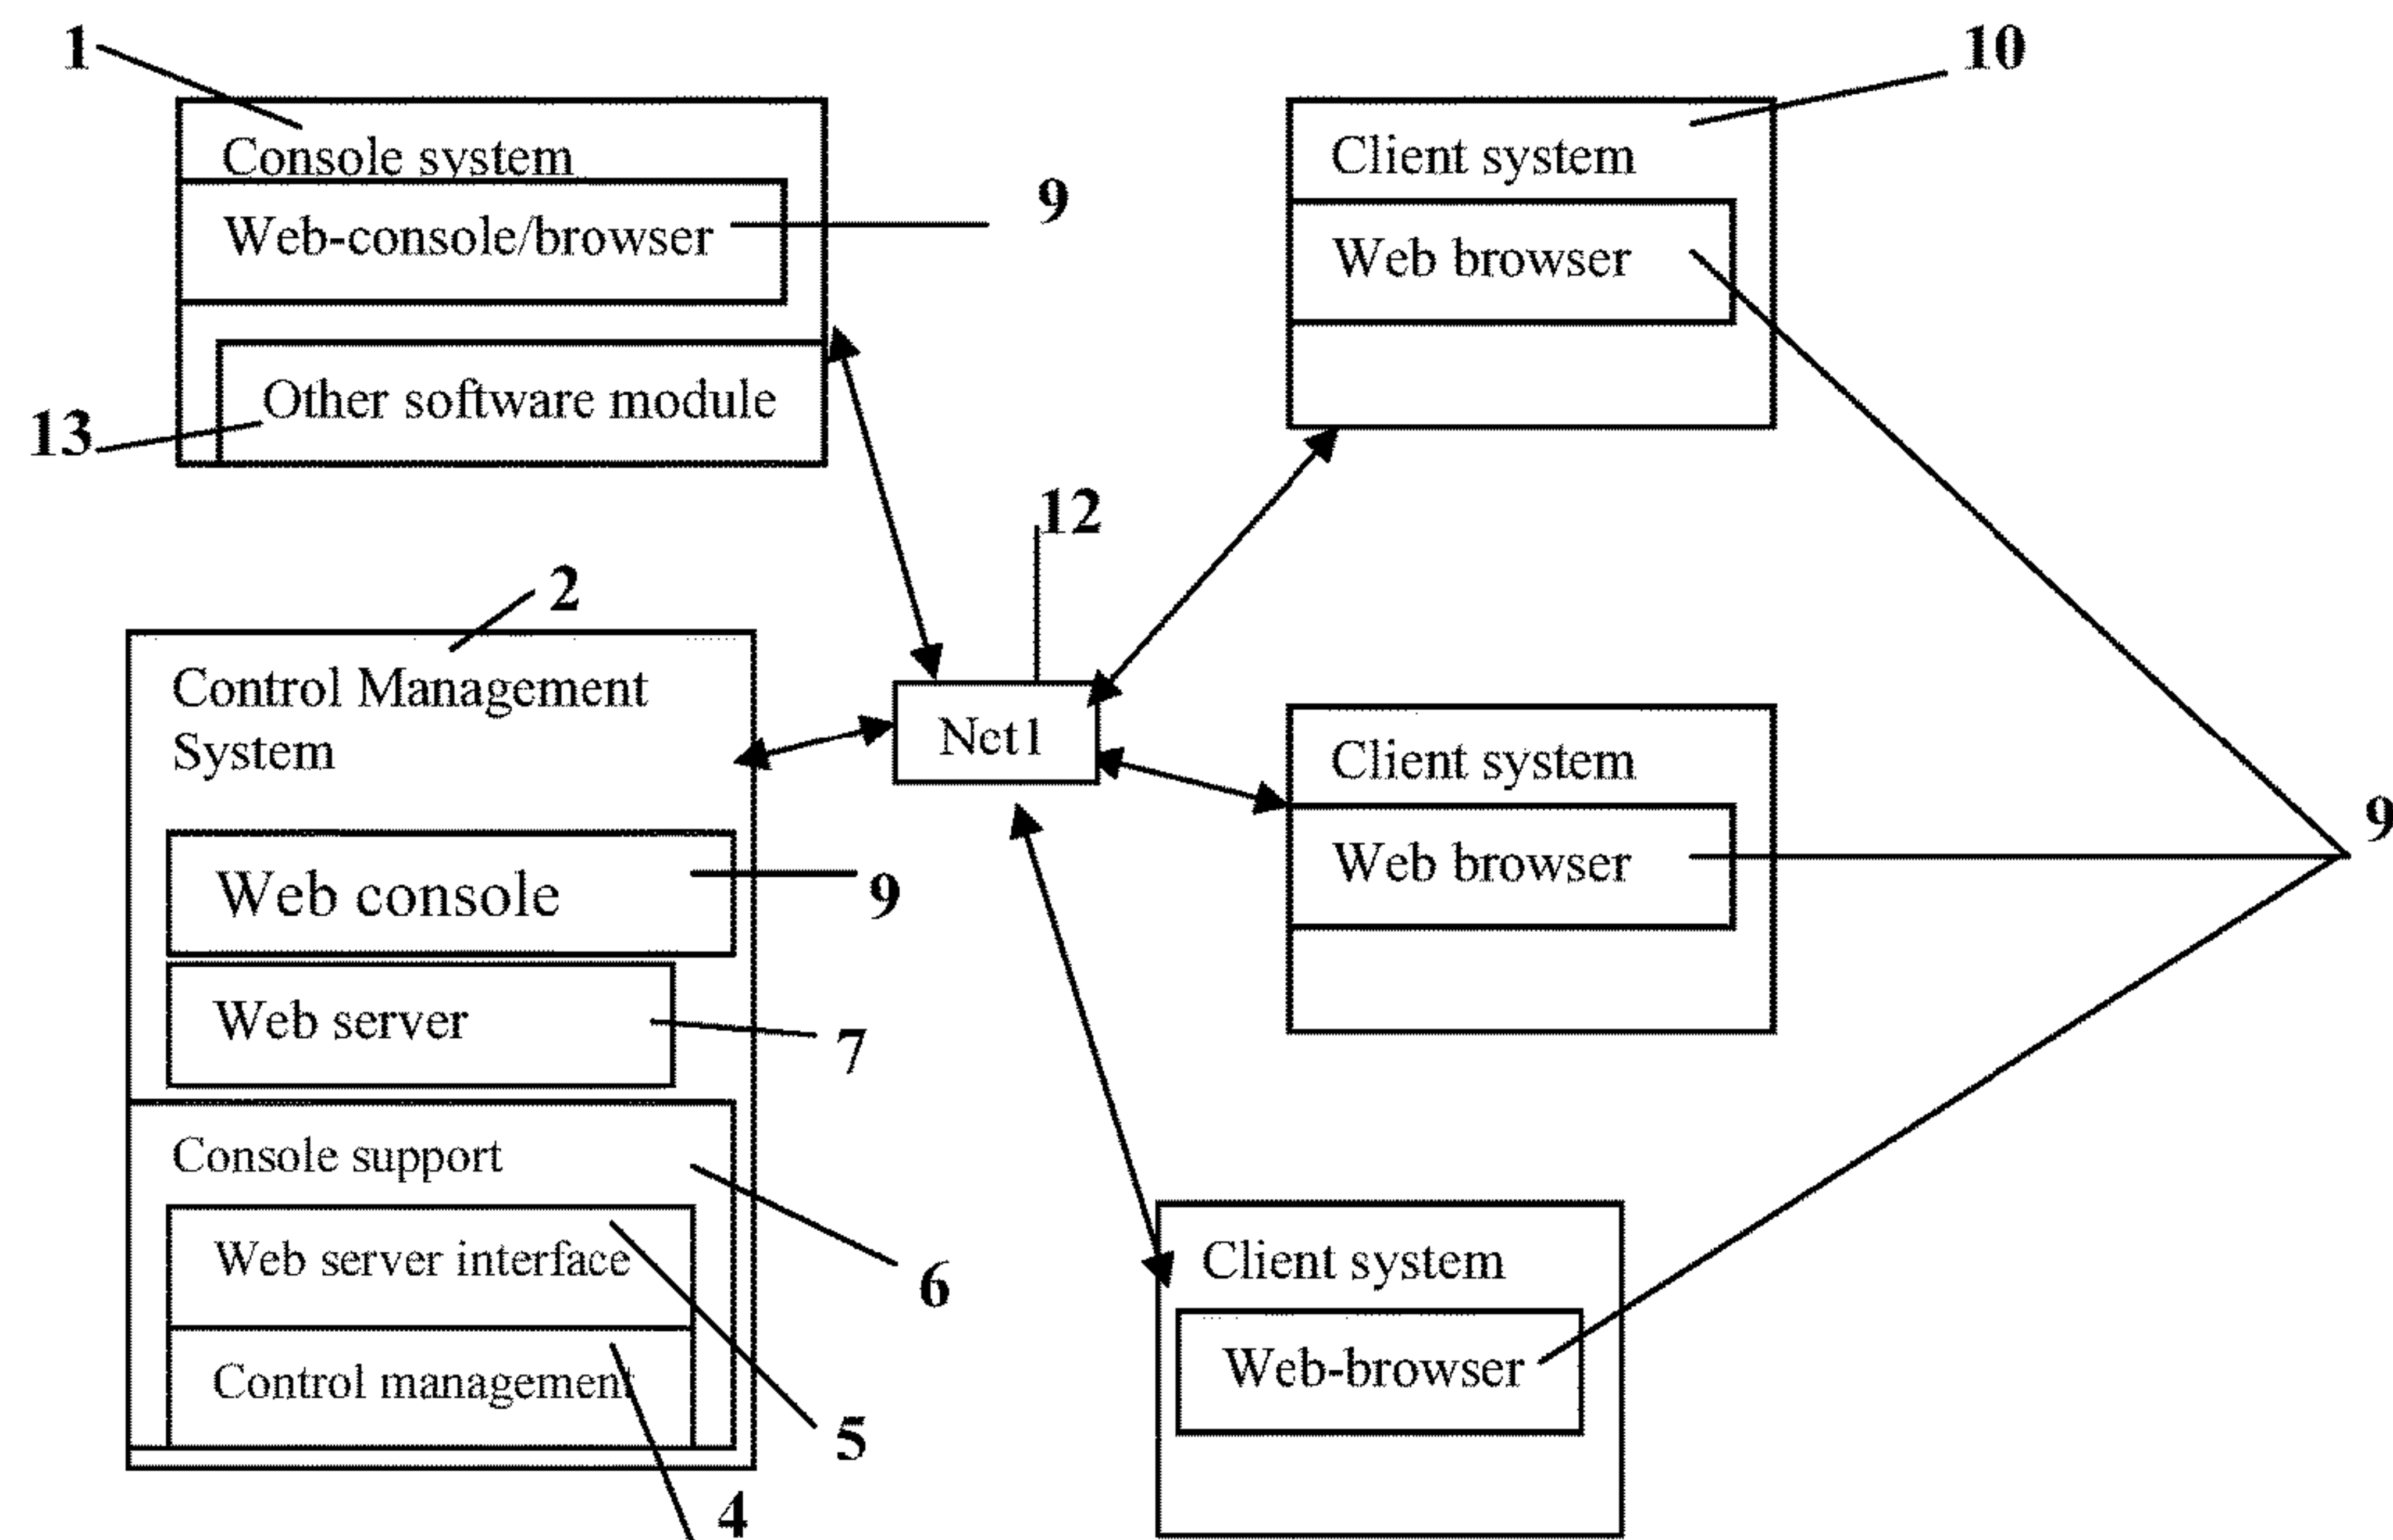 1
Console system
Web-console/browser
9
Other software module
13
10
Client system
Web browser
12
Net1
2
Control Management
System
Web console
9
Web server
7
Console support
6
Web server interface
5
Control management
4
Client system
Web browser
9
Client system
Web-browser